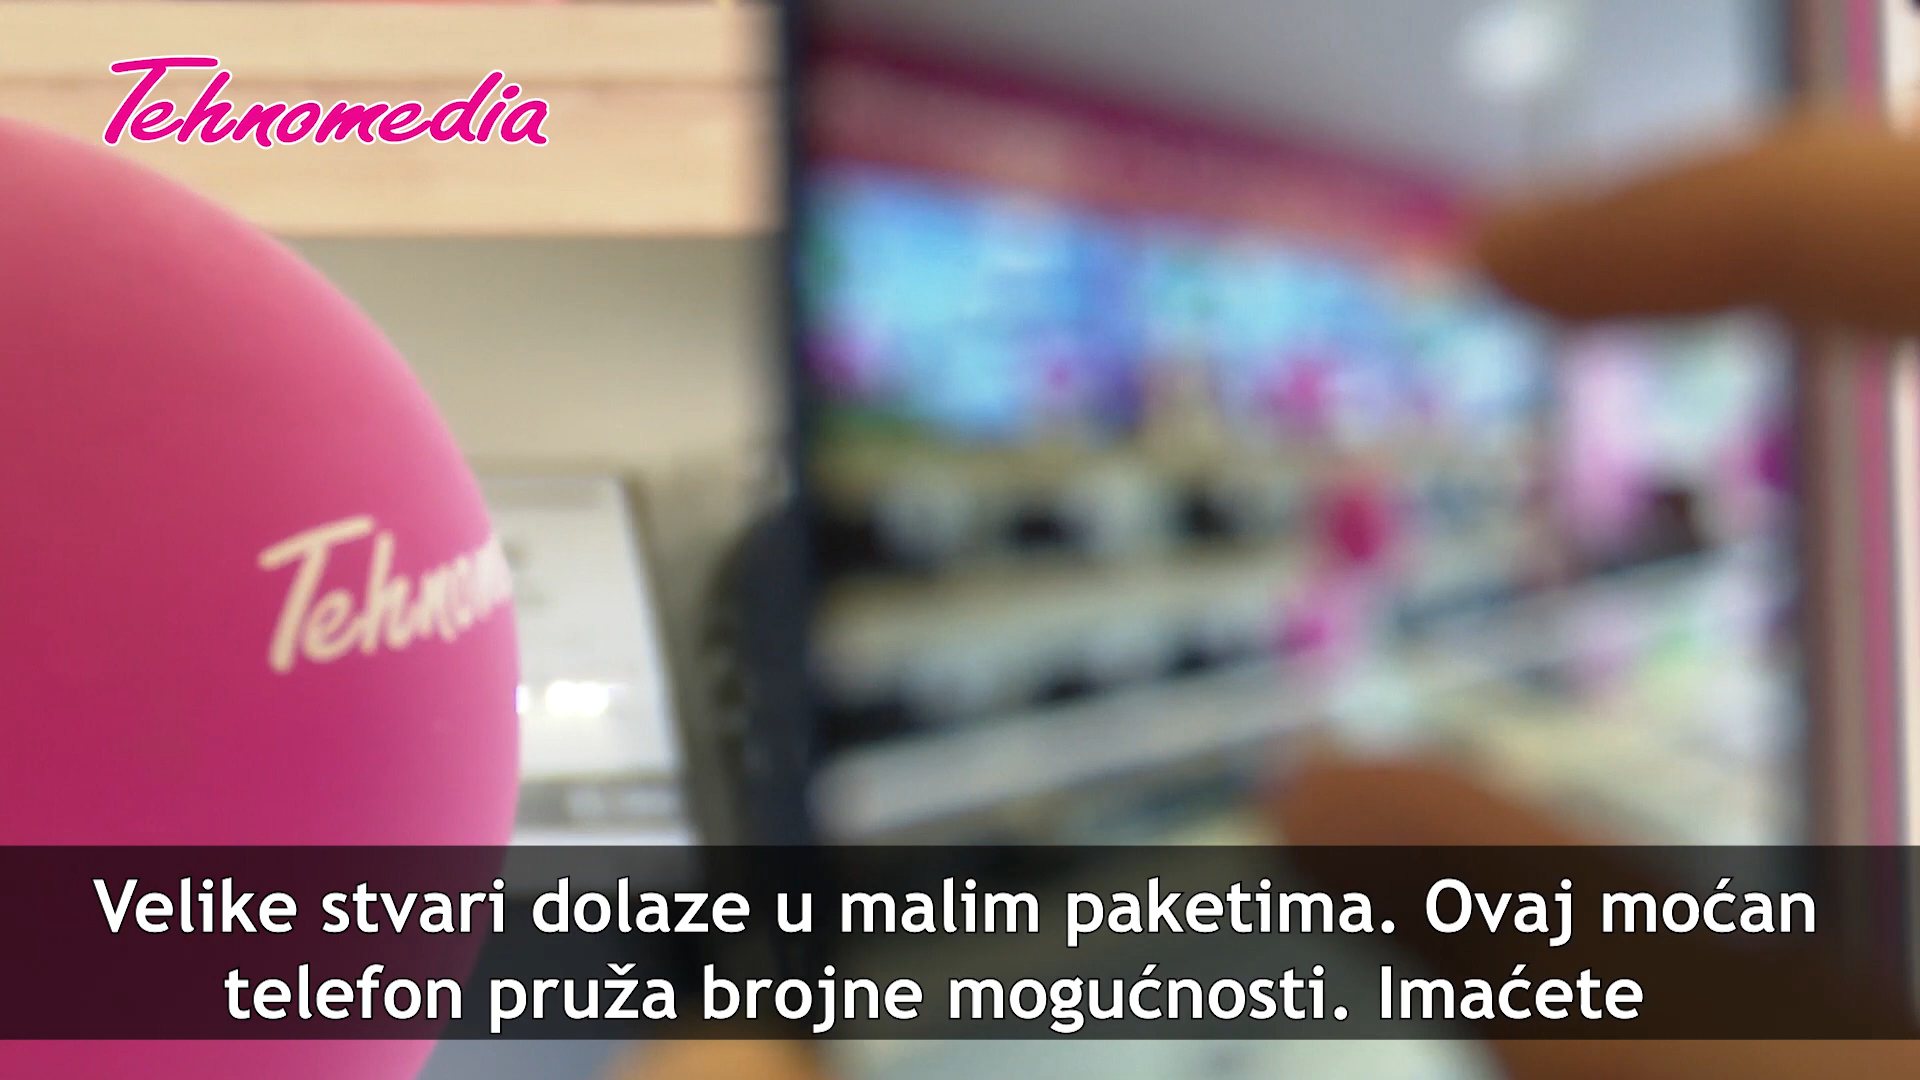 Tehnomedia
Tehnom
Velike stvari dolaze u malim paketima. Ovaj moćan
telefon pruža brojne mogućnosti. Imaćete